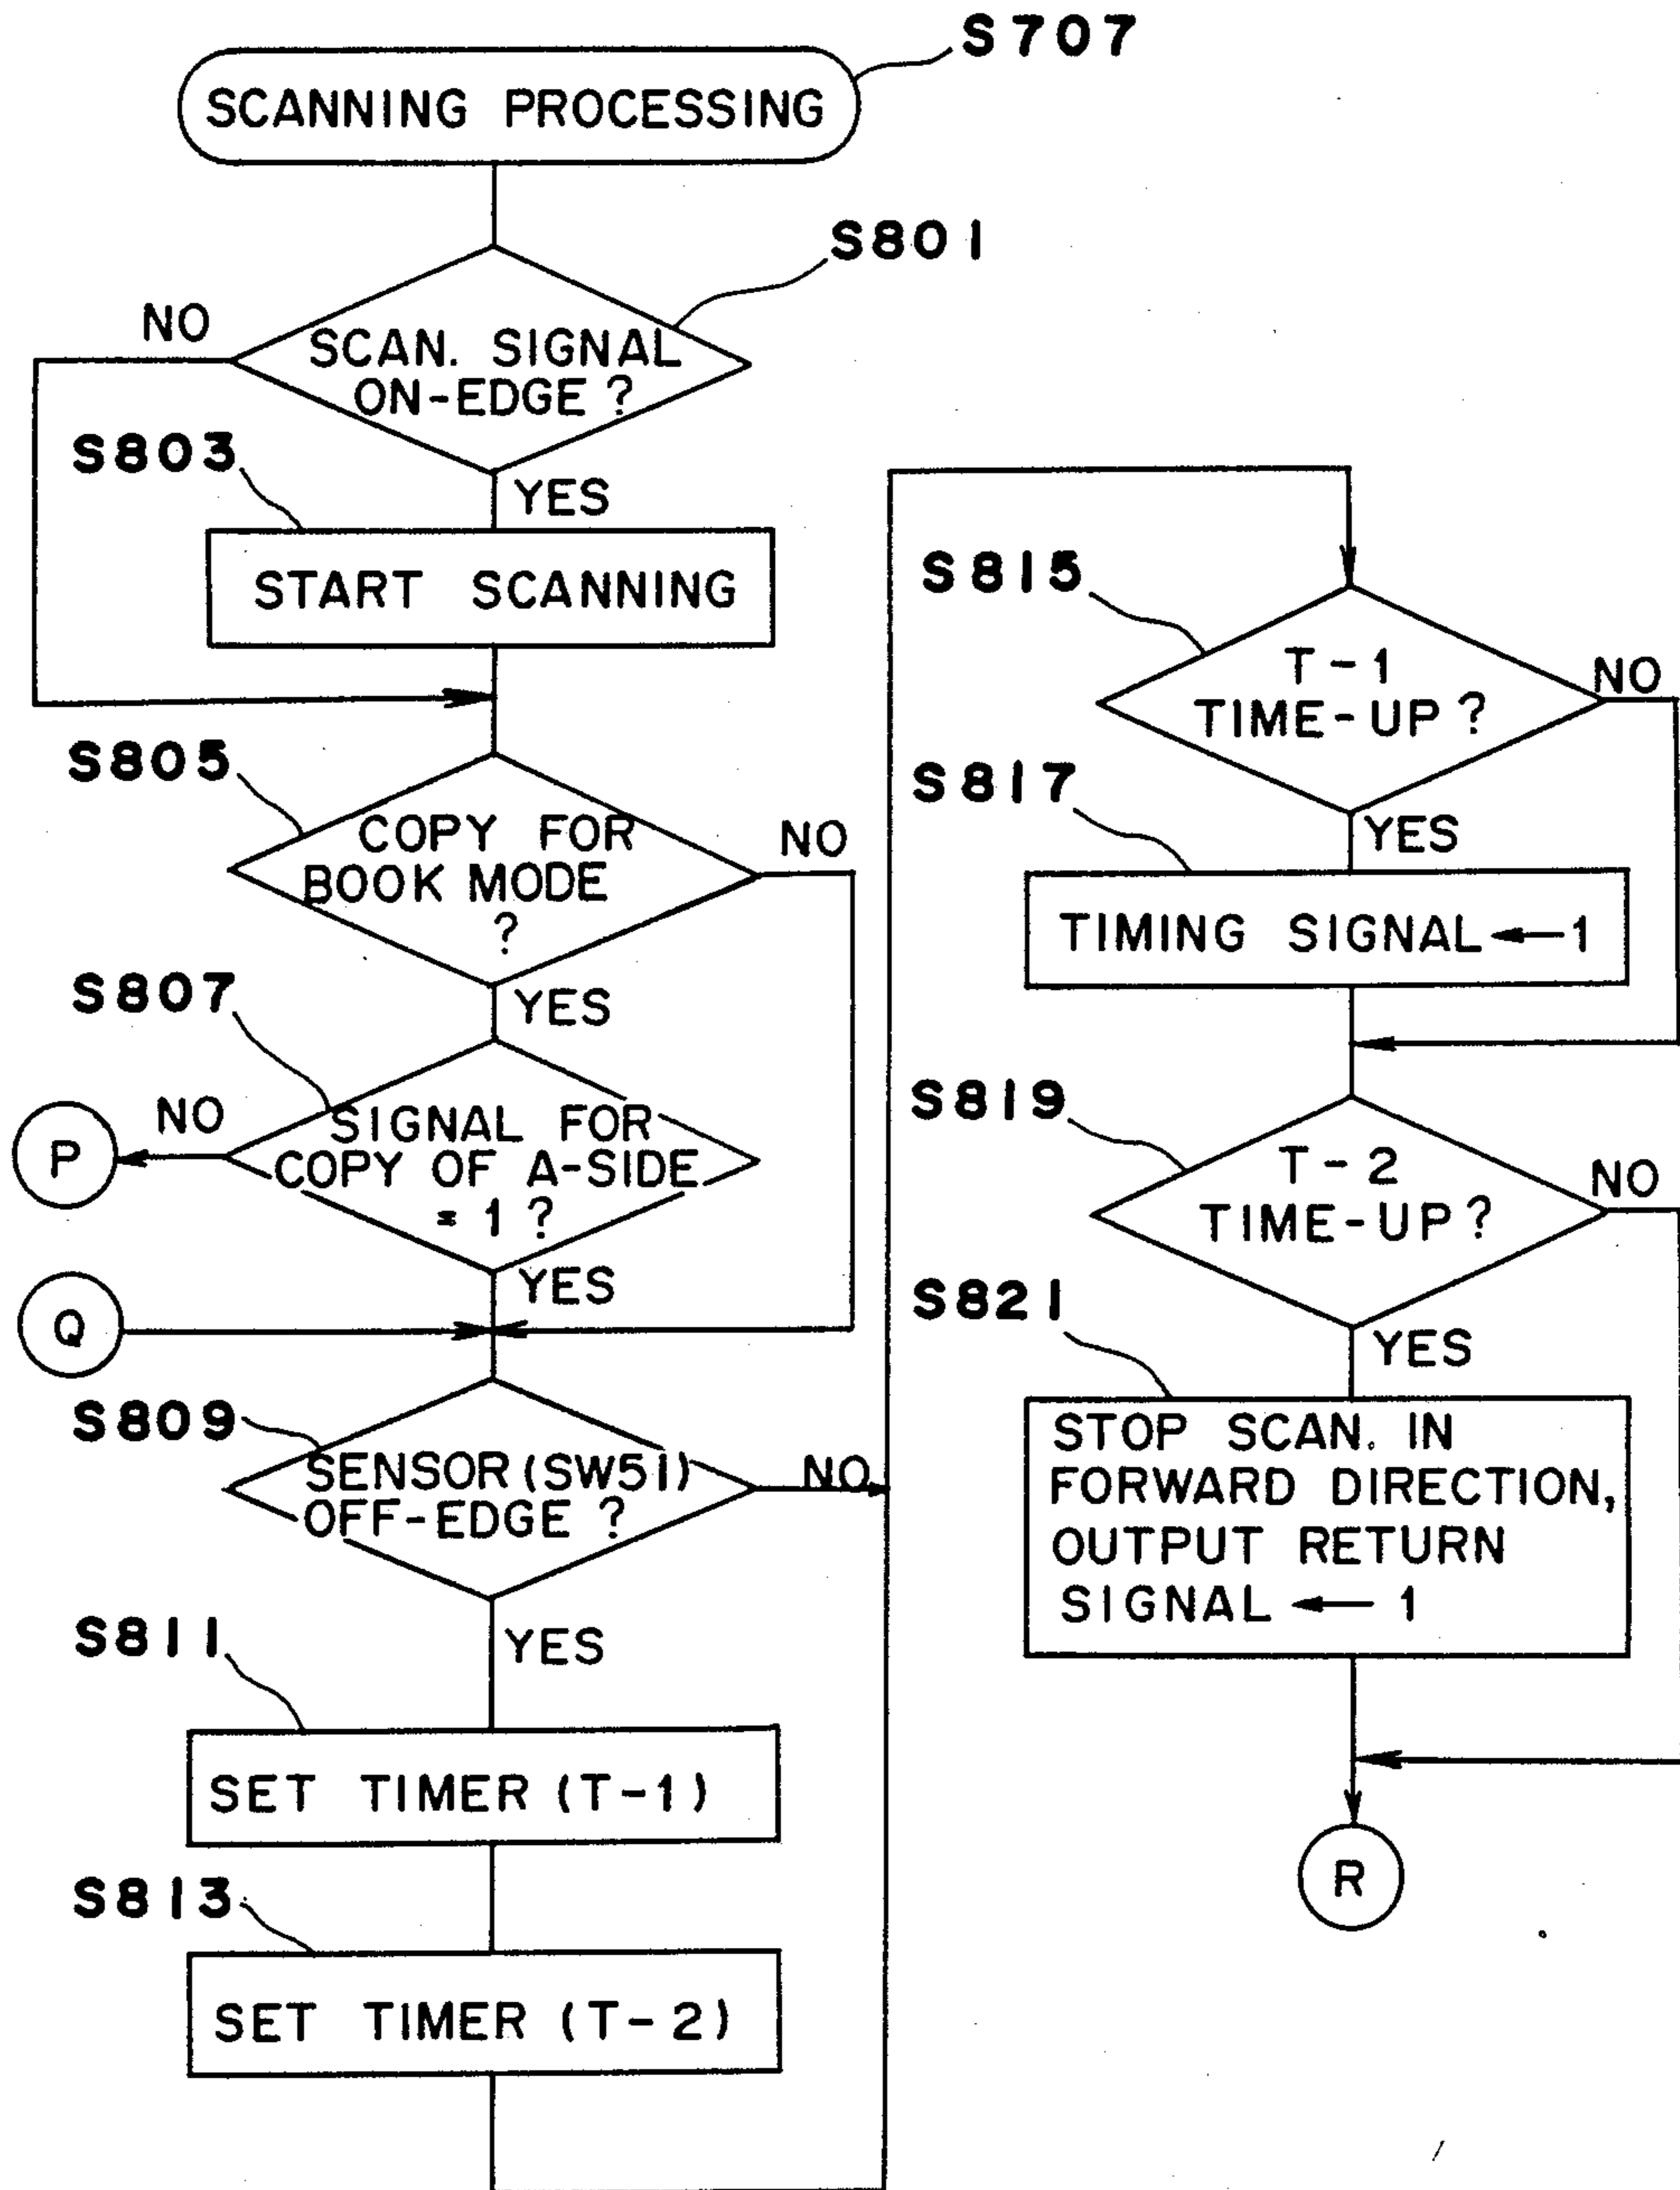 S707
SCANNING PROCESSING
S801
NO
SCAN. SIGNAL
ON-EDGE ?
S803
YES
START SCANNING
S805
COPY FOR
BOOK MODE
?
NO
S807
YES
P
NO
SIGNAL FOR
COPY OF A-SIDE
= 1 ?
YES
Q
S809
SENSOR (SW51)
OFF-EDGE ?
NO
S811
YES
SET TIMER (T-1)
S813
SET TIMER (T-2)
S815
T-1
TIME-UP ?
NO
S817
YES
TIMING SIGNAL ← 1
S819
T-2
TIME-UP ?
NO
S821
YES
STOP SCAN. IN
FORWARD DIRECTION,
OUTPUT RETURN
SIGNAL ← 1
R